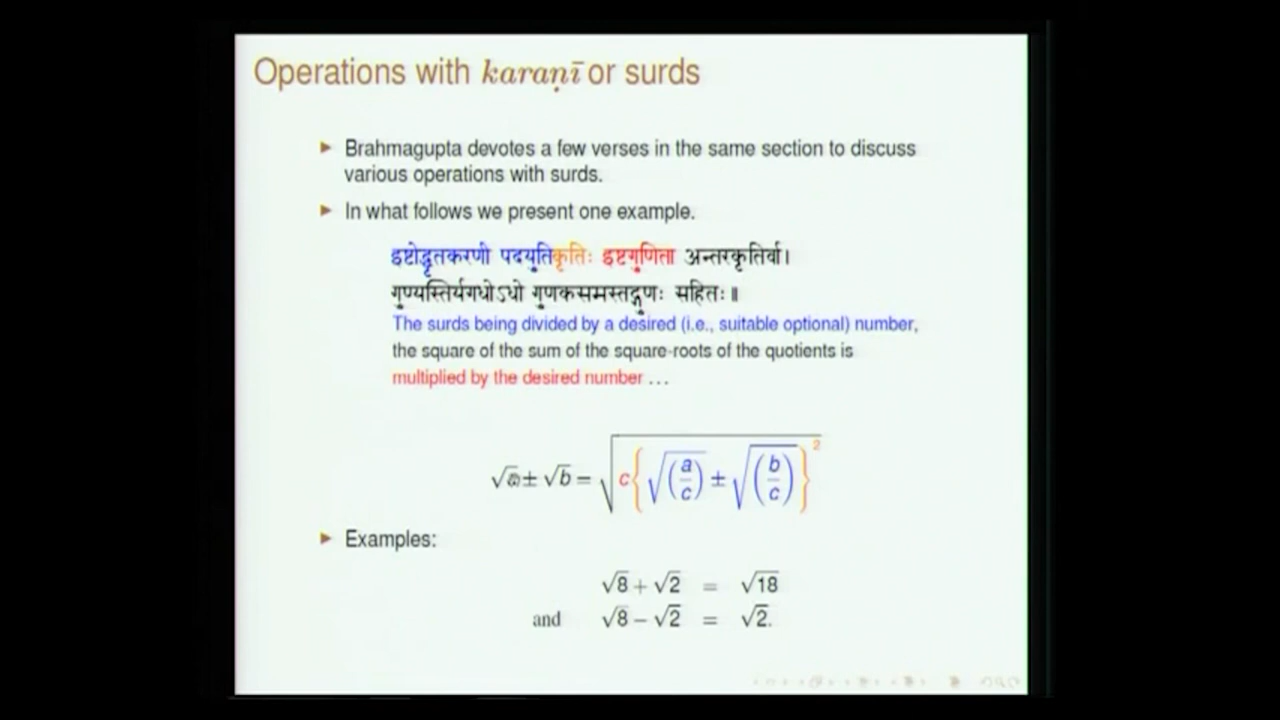 Operations with karaṇī or surds
► Brahmagupta devotes a few verses in the same section to discuss
various operations with surds.
► In what follows we present one example.
इष्टोद्धृतकरणी पदयुतिकृतिः इष्टगुणिता अन्तरकृतिर्वा।
गुण्यस्तिर्यगधोऽधो गुणकसमस्तद्गुणः सहितः॥
The surds being divided by a desired (i.e., suitable optional) number,
the square of the sum of the square-roots of the quotients is
multiplied by the desired number ...
√a ± √b = √(c{√(a/c) ± √(b/c)}²)
► Examples:
√8 + √2 = √18
and √8 − √2 = √2.